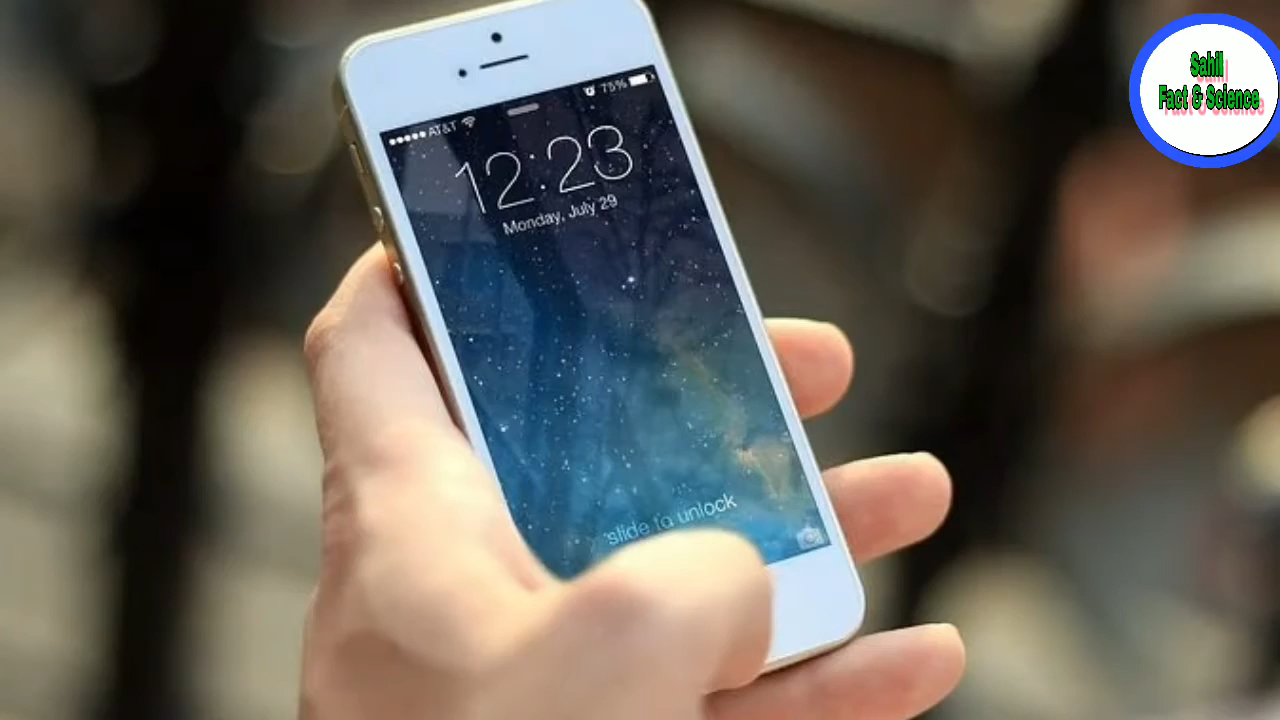 AT&T
75%
12:23
Monday, July 29
slide to unlock
Sahil
Fact & Science